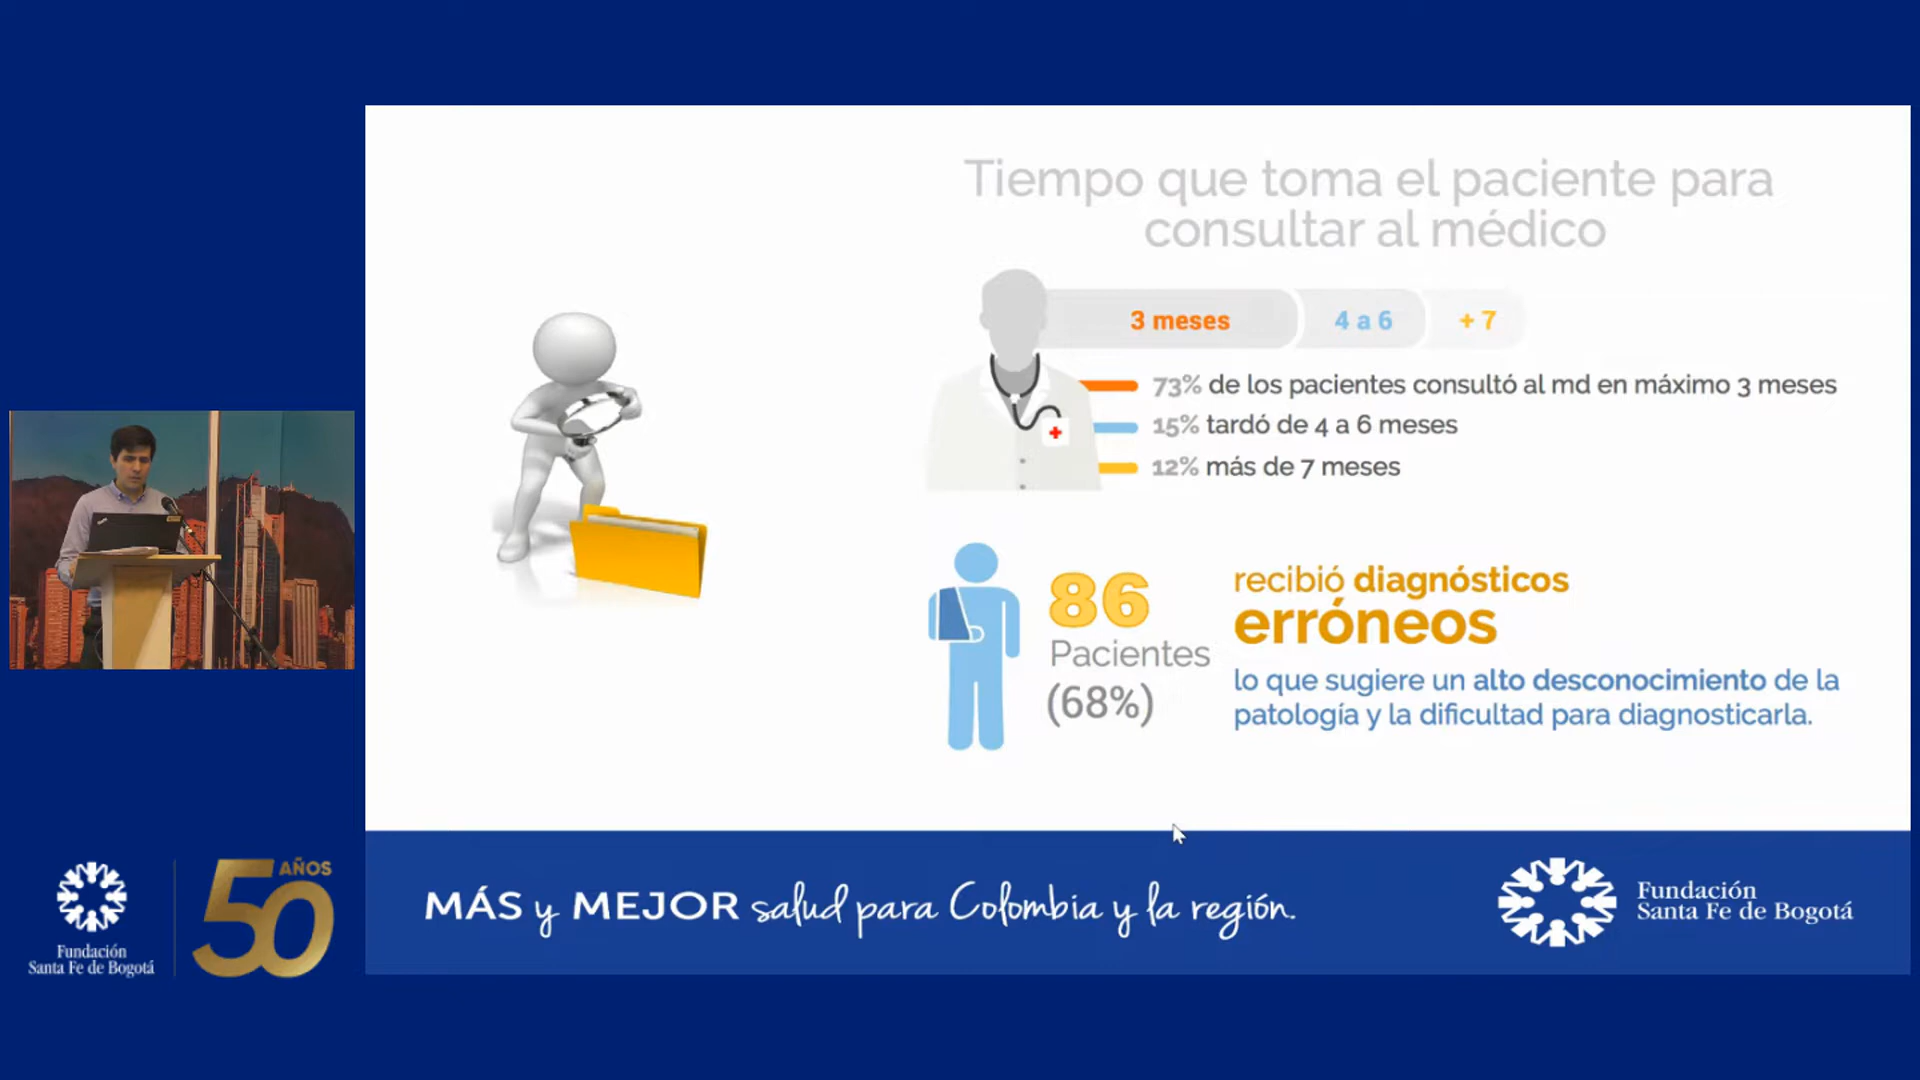 Tiempo que toma el paciente para
consultar al médico
3 meses
4 a 6
+ 7
73% de los pacientes consultó al md en máximo 3 meses
15% tardó de 4 a 6 meses
12% más de 7 meses
86
Pacientes
(68%)
recibió diagnósticos
erróneos
lo que sugiere un alto desconocimiento de la
patología y la dificultad para diagnosticarla.
MÁS y MEJOR salud para Colombia y la región.
Fundación
Santa Fe de Bogotá
Fundación
Santa Fe de Bogotá
50
AÑOS